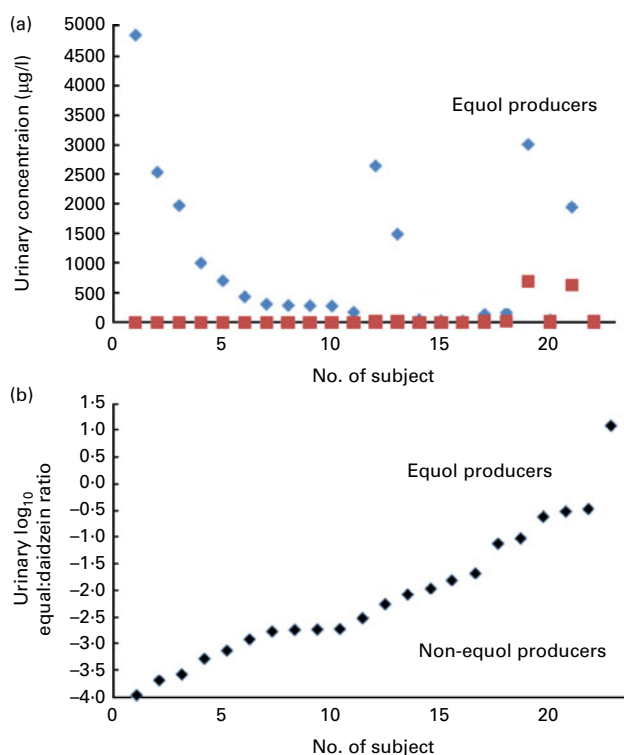 (a)
5000
4500
4000
3500
3000
2500
2000
1500
1000
500
0
Urinary concentraion (µg/l)
Equol producers
0 5 10 15 20
No. of subject
(b)
1·5
1·0
0·5
0·0
–0·5
–1·0
–1·5
–2·0
–2·5
–3·0
–3·5
–4·0
Urinary log₁₀
equal:daidzein ratio
Equol producers
Non-equol producers
0 5 10 15 20
No. of subject